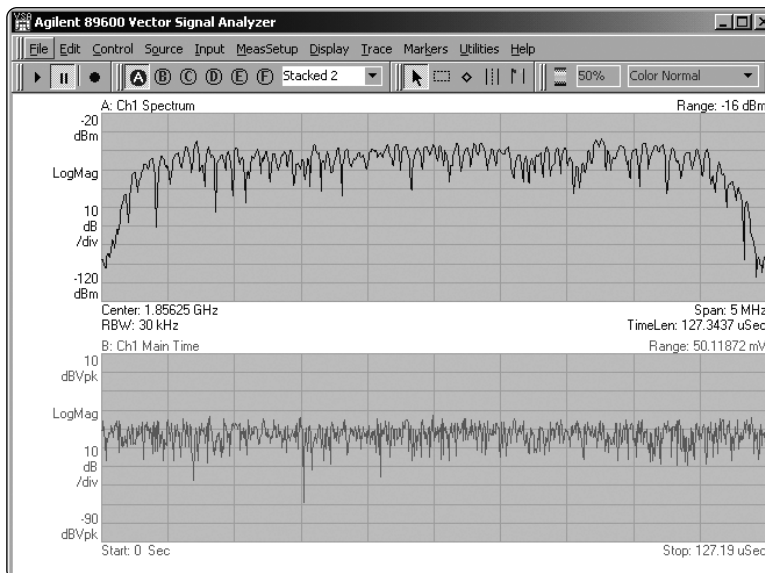 VSA
Agilent 89600 Vector Signal Analyzer
File Edit Control Source Input MeasSetup Display Trace Markers Utilities Help
A B C D E F Stacked 2 50% Color Normal
A: Ch1 Spectrum Range: -16 dBm
-20
dBm
LogMag
10
dB
/div
-120
dBm
Center: 1.85625 GHz Span: 5 MHz
RBW: 30 kHz TimeLen: 127.3437 uSec
B: Ch1 Main Time Range: 50.11872 mV
10
dBVpk
LogMag
10
dB
/div
-90
dBVpk
Start: 0 Sec Stop: 127.19 uSec